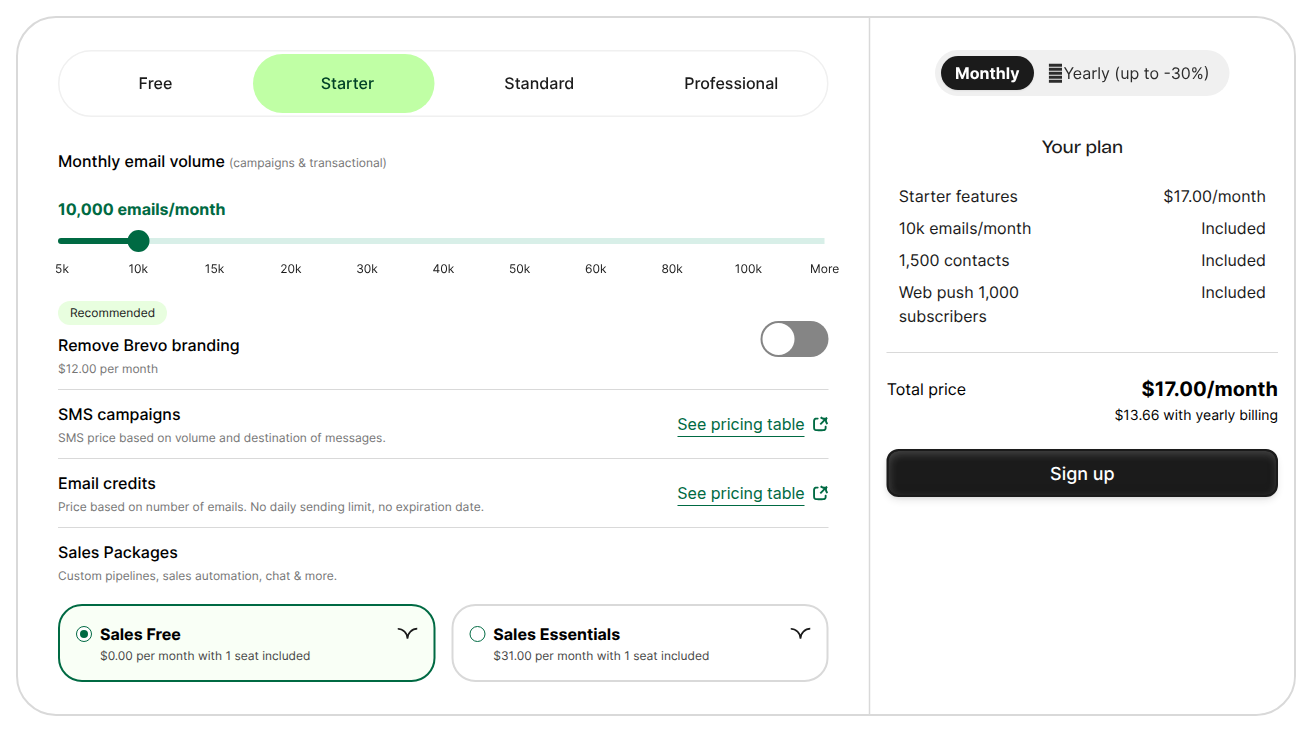 Free
Starter
Standard
Professional
Monthly email volume (campaigns & transactional)
10,000 emails/month
5k 10k 15k 20k 30k 40k 50k 60k 80k 100k More
Recommended
Remove Brevo branding
$12.00 per month
SMS campaigns
SMS price based on volume and destination of messages.
See pricing table
Email credits
Price based on number of emails. No daily sending limit, no expiration date.
See pricing table
Sales Packages
Custom pipelines, sales automation, chat & more.
Sales Free
$0.00 per month with 1 seat included
Sales Essentials
$31.00 per month with 1 seat included
Monthly
Yearly (up to -30%)
Your plan
Starter features $17.00/month
10k emails/month Included
1,500 contacts Included
Web push 1,000 Included
subscribers
Total price $17.00/month
$13.66 with yearly billing
Sign up